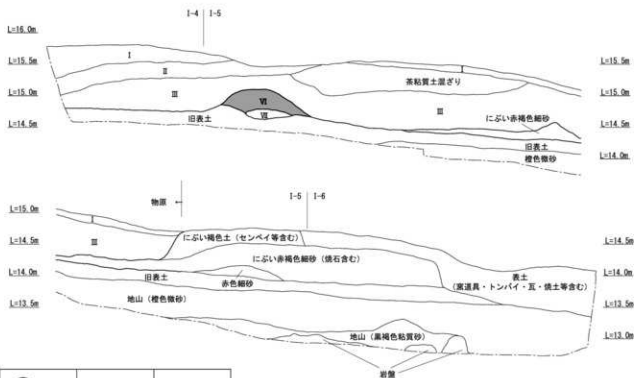 I-4 I-5
L=16.0m
L=15.5m
L=15.0m
L=14.5m
I
II
III
VI
VII
旧表土
I
茶粘質土混ざり
III
にぶい赤褐色細砂
旧表土
橙色微砂
L=15.5m
L=15.0m
L=14.5m
L=14.0m
物原
I-5 I-6
L=15.0m
L=14.5m
L=14.0m
L=13.5m
I
III
にぶい褐色土(センベイ等含む)
にぶい赤褐色細砂(焼石含む)
旧表土
赤色細砂
地山(橙色微砂)
地山(黒褐色粘質砂)
岩盤
表土
(窯道具・トンバイ・瓦・焼土等含む)
L=14.5m
L=14.0m
L=13.5m
L=13.0m